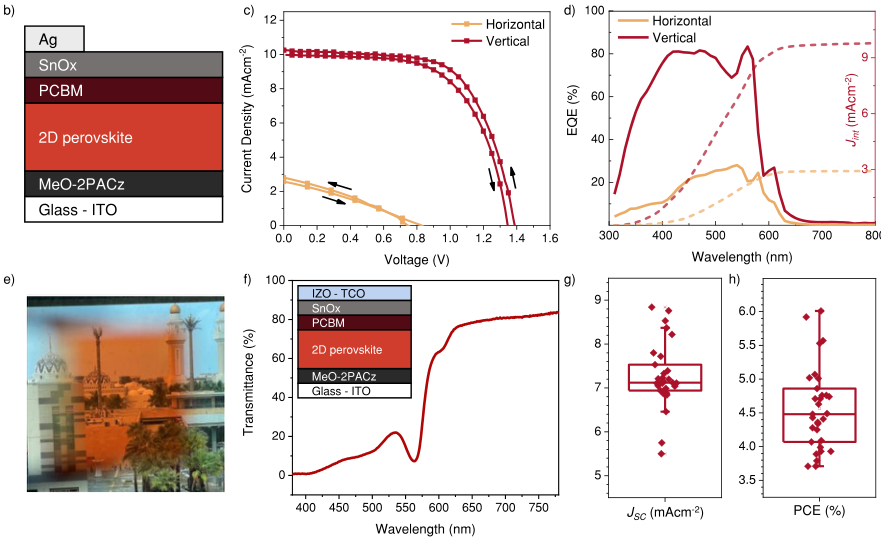 b)
Ag
SnOx
PCBM
2D perovskite
MeO-2PACz
Glass - ITO
c)
Horizontal
Vertical
Current Density (mAcm-2)
12
10
8
6
4
2
0
0.0 0.2 0.4 0.6 0.8 1.0 1.2 1.4 1.6
Voltage (V)
d)
Horizontal
Vertical
EQE (%)
100
80
60
40
20
300 400 500 600 700 800
Wavelength (nm)
9
6
3
Jint (mAcm-2)
e)
f)
IZO - TCO
SnOx
PCBM
2D perovskite
MeO-2PACz
Glass - ITO
Transmittance (%)
100
80
60
40
20
0
400 450 500 550 600 650 700 750
Wavelength (nm)
g)
9
8
7
6
5
JSC (mAcm-2)
h)
6.0
5.5
5.0
4.5
4.0
3.5
PCE (%)